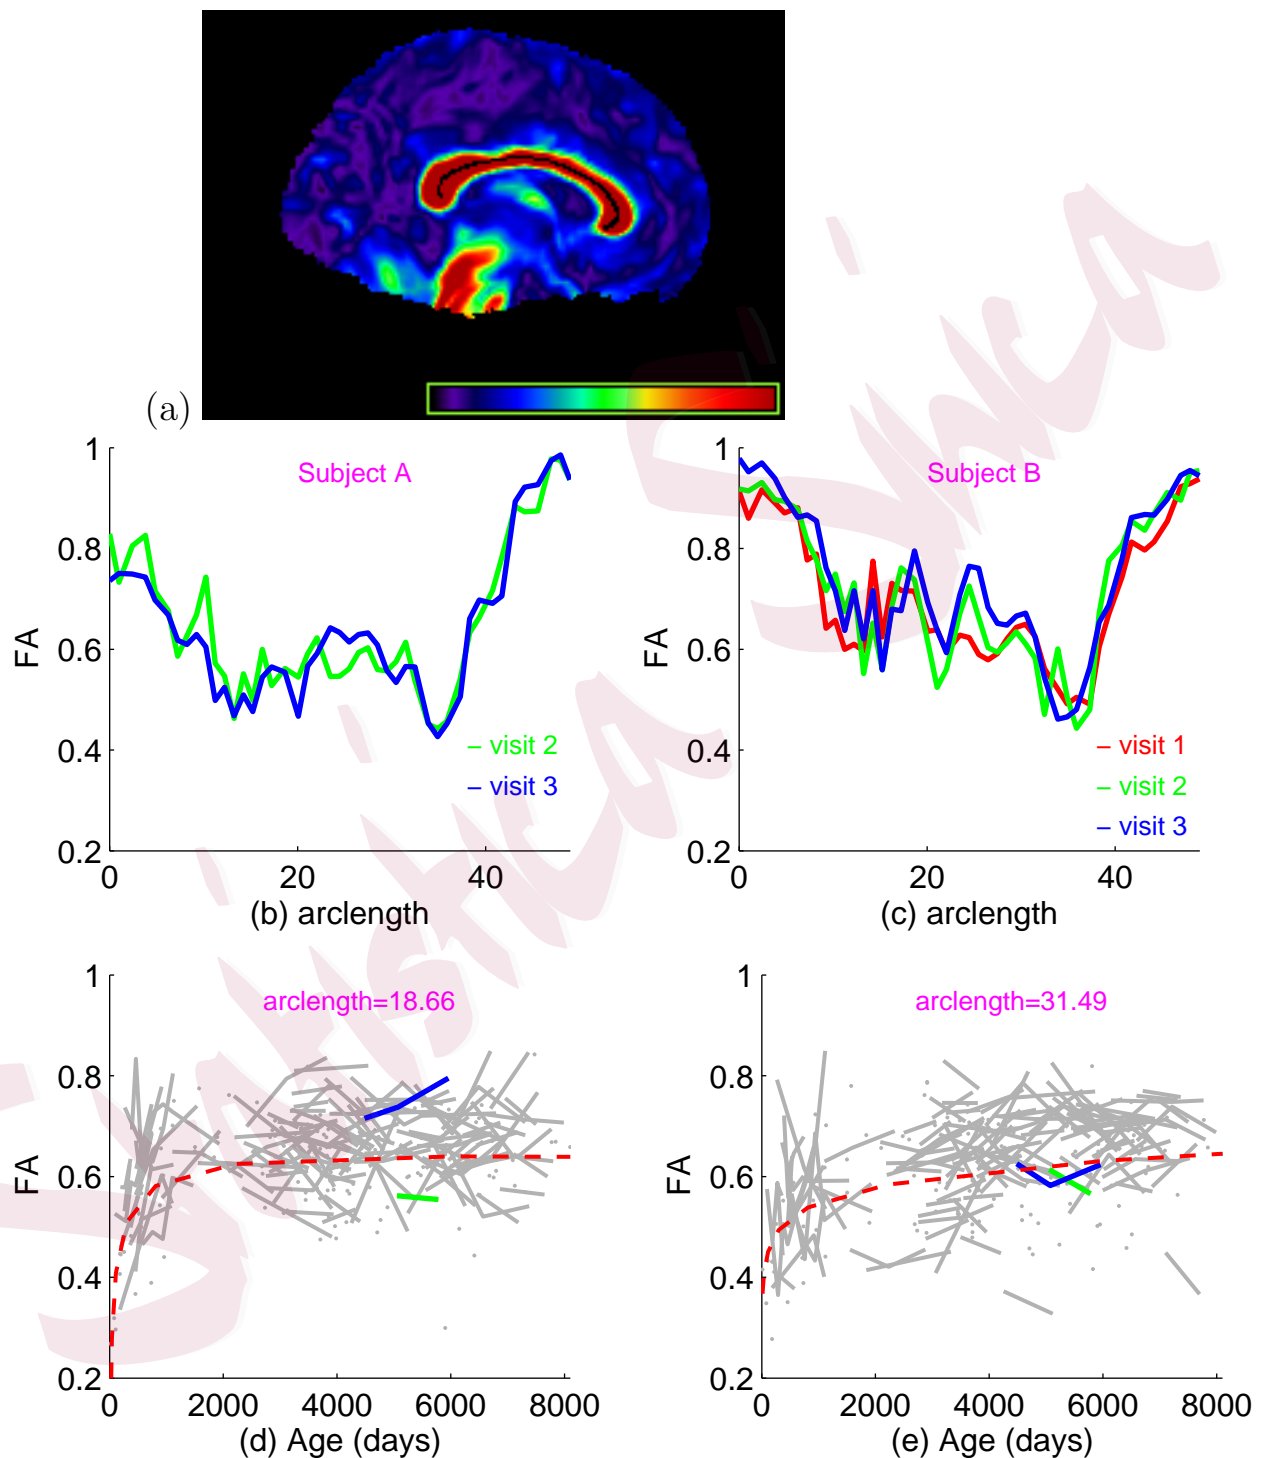 (a)
1
0.8
0.6
0.4
0.2
FA
Subject A
– visit 2
– visit 3
0 20 40
(b) arclength
1
0.8
0.6
0.4
0.2
FA
Subject B
– visit 1
– visit 2
– visit 3
0 20 40
(c) arclength
1
0.8
0.6
0.4
0.2
FA
arclength=18.66
0 2000 4000 6000 8000
(d) Age (days)
1
0.8
0.6
0.4
0.2
FA
arclength=31.49
0 2000 4000 6000 8000
(e) Age (days)
Statistica Sinica